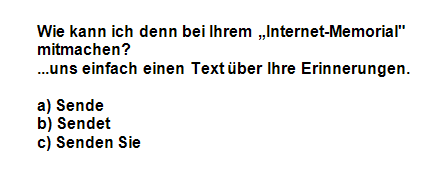 Wie kann ich denn bei Ihrem „Internet-Memorial"
mitmachen?
...uns einfach einen Text über Ihre Erinnerungen.
a) Sende
b) Sendet
c) Senden Sie